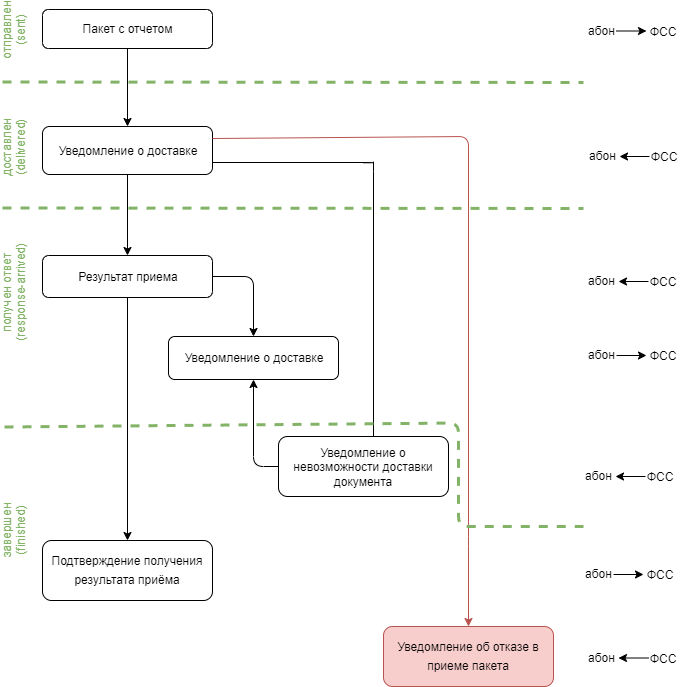 отправлен
(sent)
Пакет с отчетом
абон ФСС
доставлен
(delivered)
Уведомление о доставке
абон ФСС
получен ответ
(response-arrived)
Результат приема
абон ФСС
Уведомление о доставке
абон ФСС
Уведомление о
невозможности доставки
документа
абон ФСС
завершен
(finished)
Подтверждение получения
результата приёма
абон ФСС
Уведомление об отказе в
приеме пакета
абон ФСС